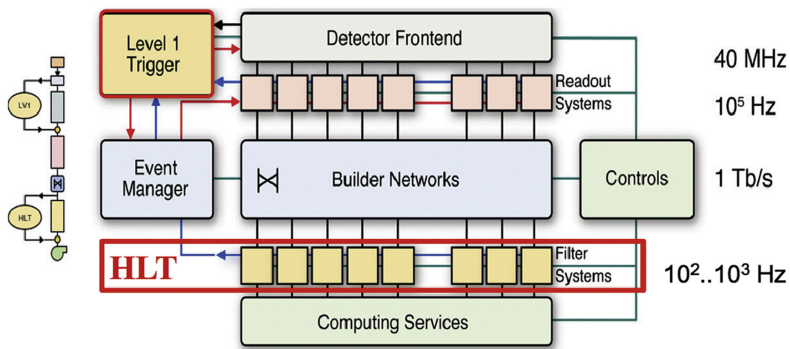 Level 1
Trigger
Detector Frontend
40 MHz
Readout
Systems
10⁵ Hz
LV1
Event
Manager
Builder Networks
Controls
1 Tb/s
HLT
HLT
Filter
Systems
10²..10³ Hz
Computing Services